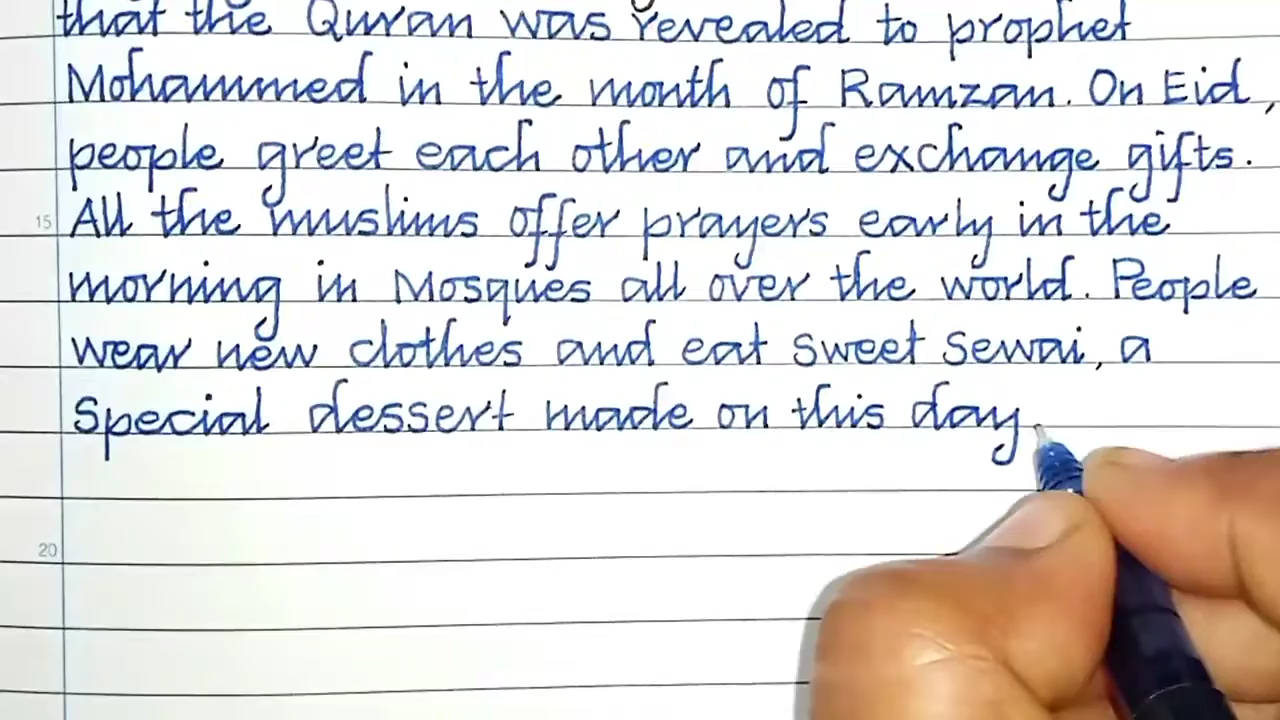 that the Quran was revealed to prophet
Mohammed in the month of Ramzan. On Eid,
people greet each other and exchange gifts.
15 All the muslims offer prayers early in the
morning in Mosques all over the world. People
wear new clothes and eat sweet Sewai, a
Special dessert made on this day.
20